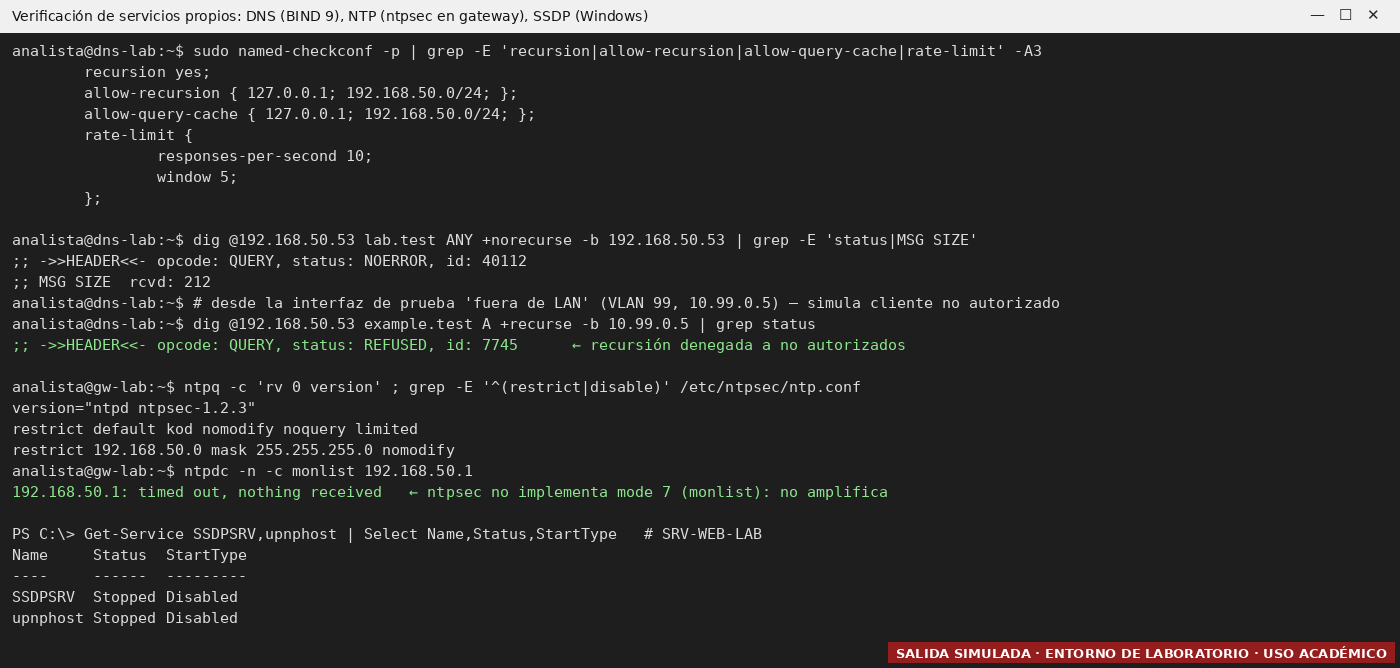 Verificación de servicios propios: DNS (BIND 9), NTP (ntpsec en gateway), SSDP (Windows)
analista@dns-lab:~$ sudo named-checkconf -p | grep -E 'recursion|allow-recursion|allow-query-cache|rate-limit' -A3
        recursion yes;
        allow-recursion { 127.0.0.1; 192.168.50.0/24; };
        allow-query-cache { 127.0.0.1; 192.168.50.0/24; };
        rate-limit {
                responses-per-second 10;
                window 5;
        };
analista@dns-lab:~$ dig @192.168.50.53 lab.test ANY +norecurse -b 192.168.50.53 | grep -E 'status|MSG SIZE'
;; ->>HEADER<<- opcode: QUERY, status: NOERROR, id: 40112
;; MSG SIZE  rcvd: 212
analista@dns-lab:~$ # desde la interfaz de prueba 'fuera de LAN' (VLAN 99, 10.99.0.5) — simula cliente no autorizado
analista@dns-lab:~$ dig @192.168.50.53 example.test A +recurse -b 10.99.0.5 | grep status
;; ->>HEADER<<- opcode: QUERY, status: REFUSED, id: 7745      ← recursión denegada a no autorizados
analista@gw-lab:~$ ntpq -c 'rv 0 version' ; grep -E '^(restrict|disable)' /etc/ntpsec/ntp.conf
version="ntpd ntpsec-1.2.3"
restrict default kod nomodify noquery limited
restrict 192.168.50.0 mask 255.255.255.0 nomodify
analista@gw-lab:~$ ntpdc -n -c monlist 192.168.50.1
192.168.50.1: timed out, nothing received   ← ntpsec no implementa mode 7 (monlist): no amplifica
PS C:\> Get-Service SSDPSRV,upnphost | Select Name,Status,StartType   # SRV-WEB-LAB
Name     Status  StartType
----     ------  ---------
SSDPSRV  Stopped Disabled
upnphost Stopped Disabled
SALIDA SIMULADA · ENTORNO DE LABORATORIO · USO ACADÉMICO